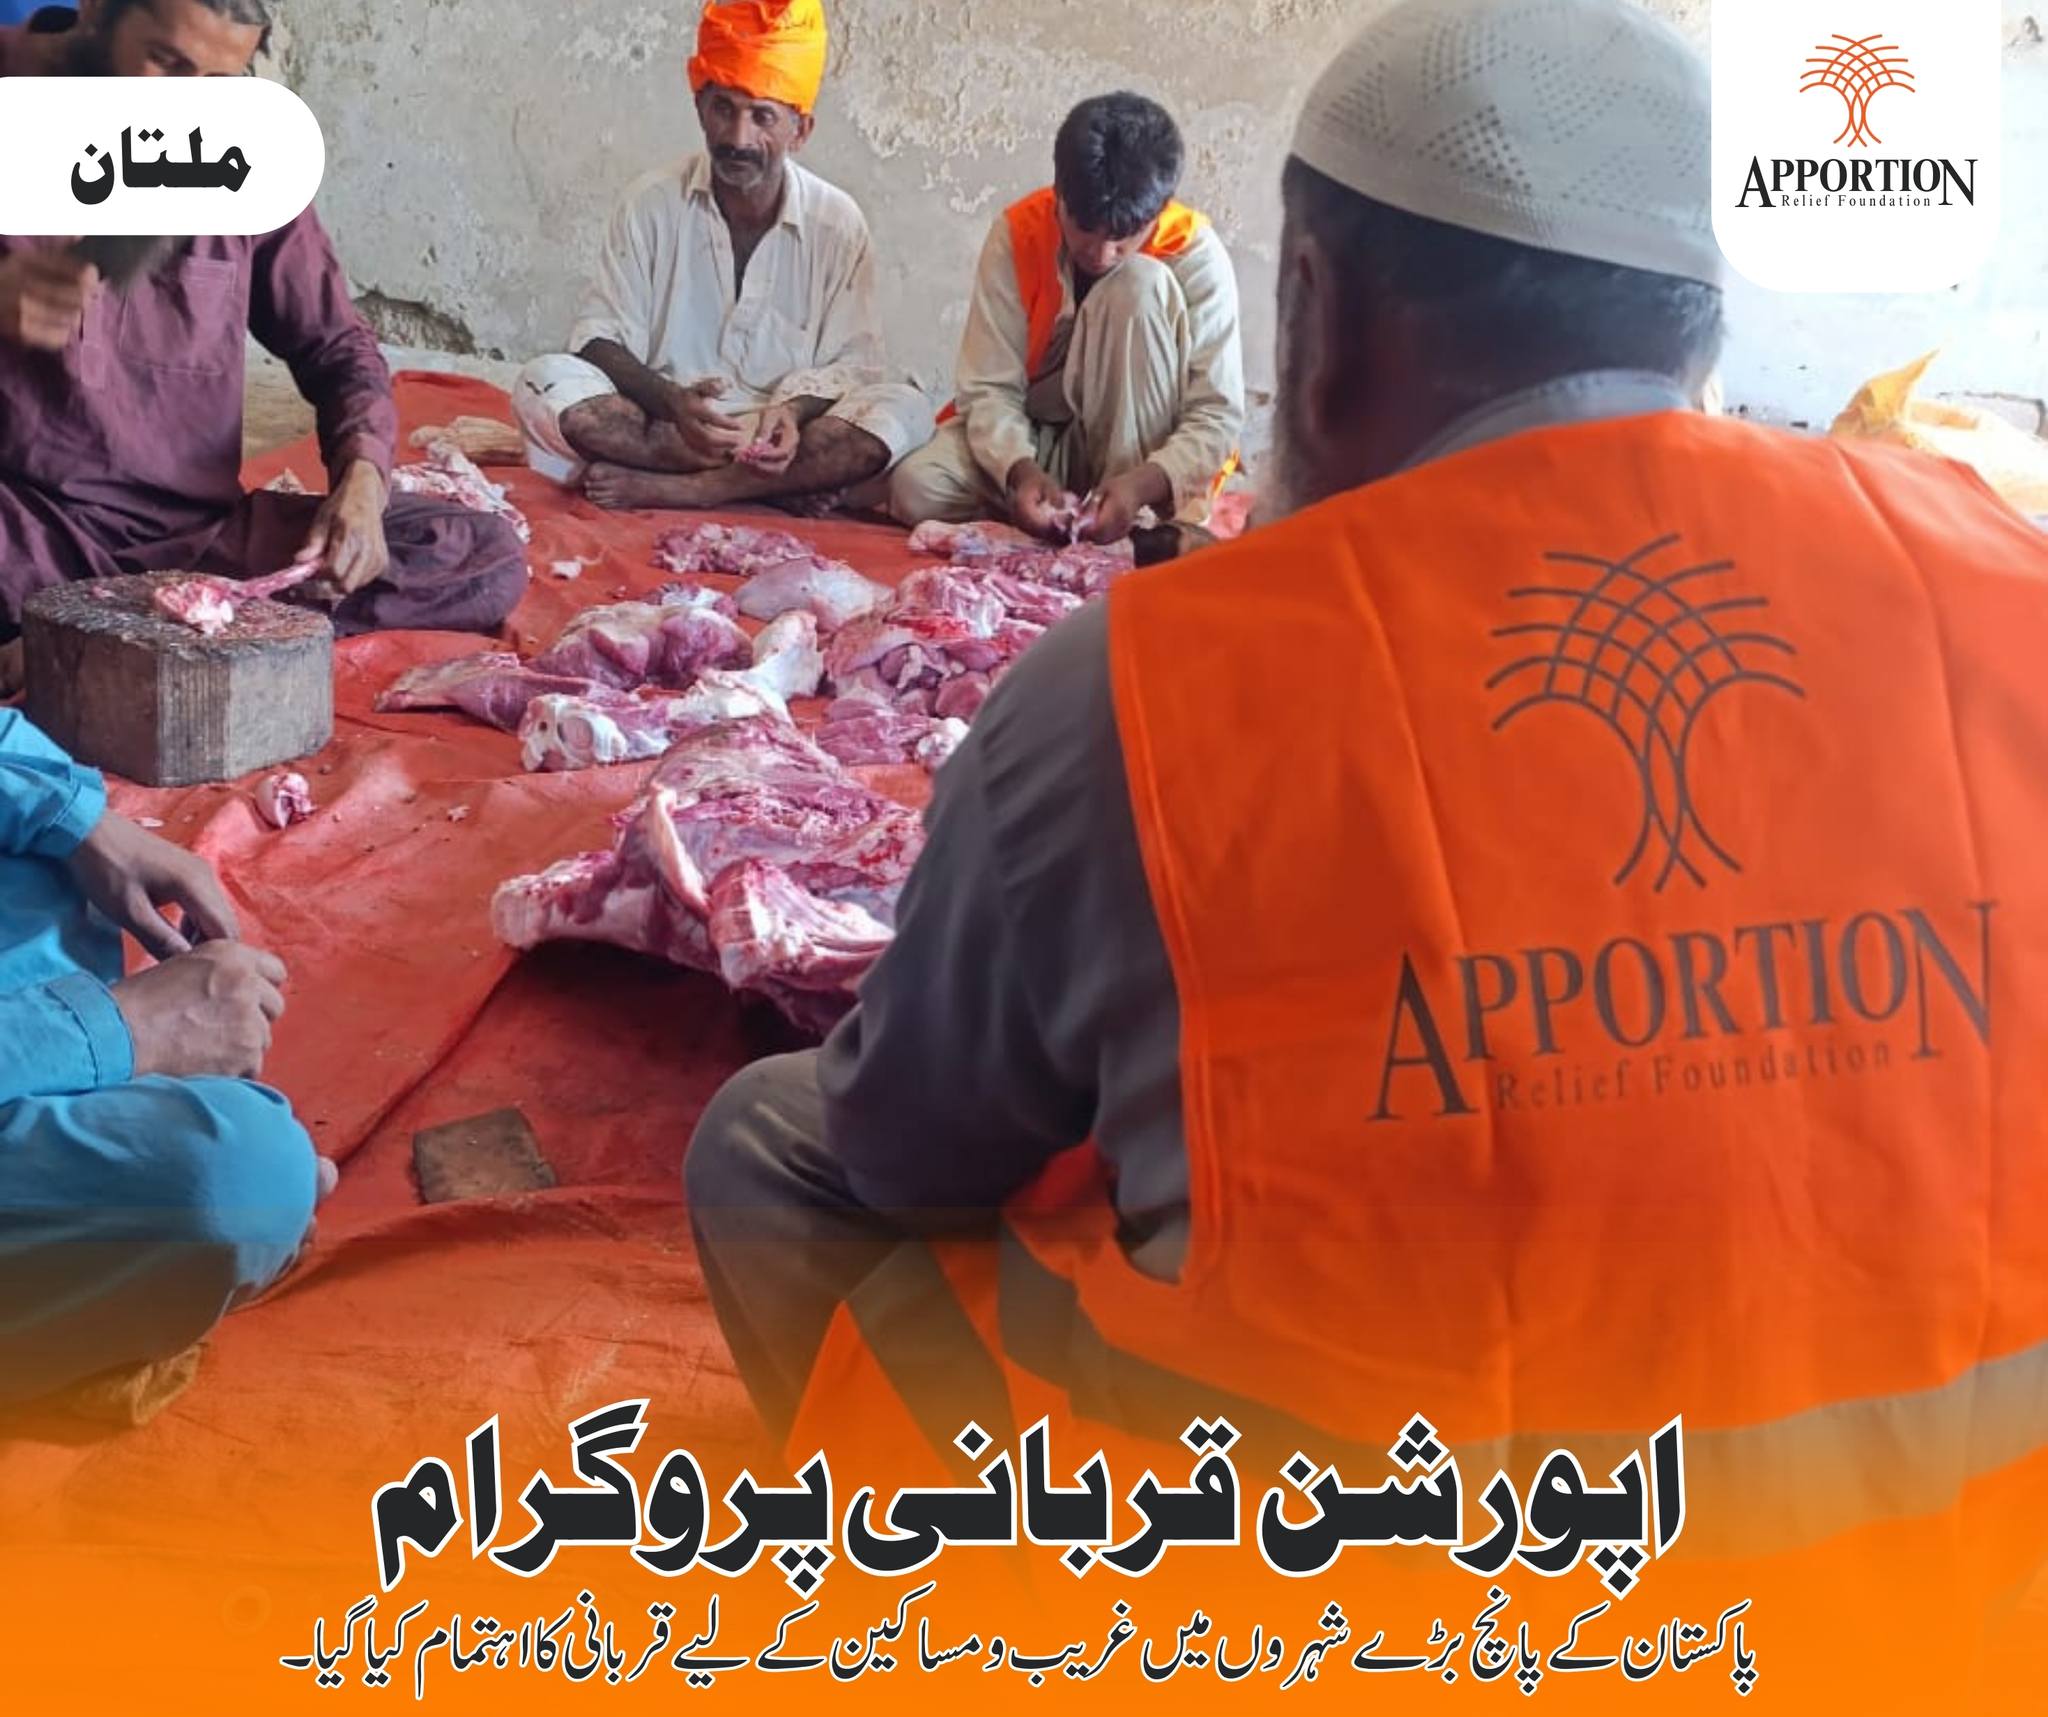 ملتان
APPORTION
Relief Foundation
APPORTION
Relief Foundation
اپورشن قربانی پروگرام
پاکستان کے پانچ بڑے شہروں میں غریب و مساکین کے لیے قربانی کا اہتمام کیا گیا۔